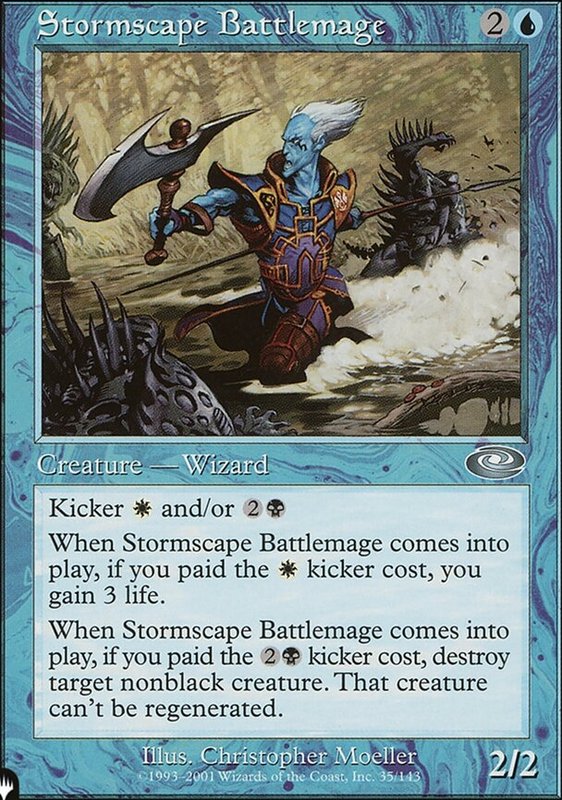 Stormscape Battlemage 2
Creature — Wizard
Kicker and/or 2
When Stormscape Battlemage comes into
play, if you paid the kicker cost, you
gain 3 life.
When Stormscape Battlemage comes into
play, if you paid the 2 kicker cost, destroy
target nonblack creature. That creature
can't be regenerated.
Illus. Christopher Moeller
©1993-2001 Wizards of the Coast, Inc. 35/143
2/2